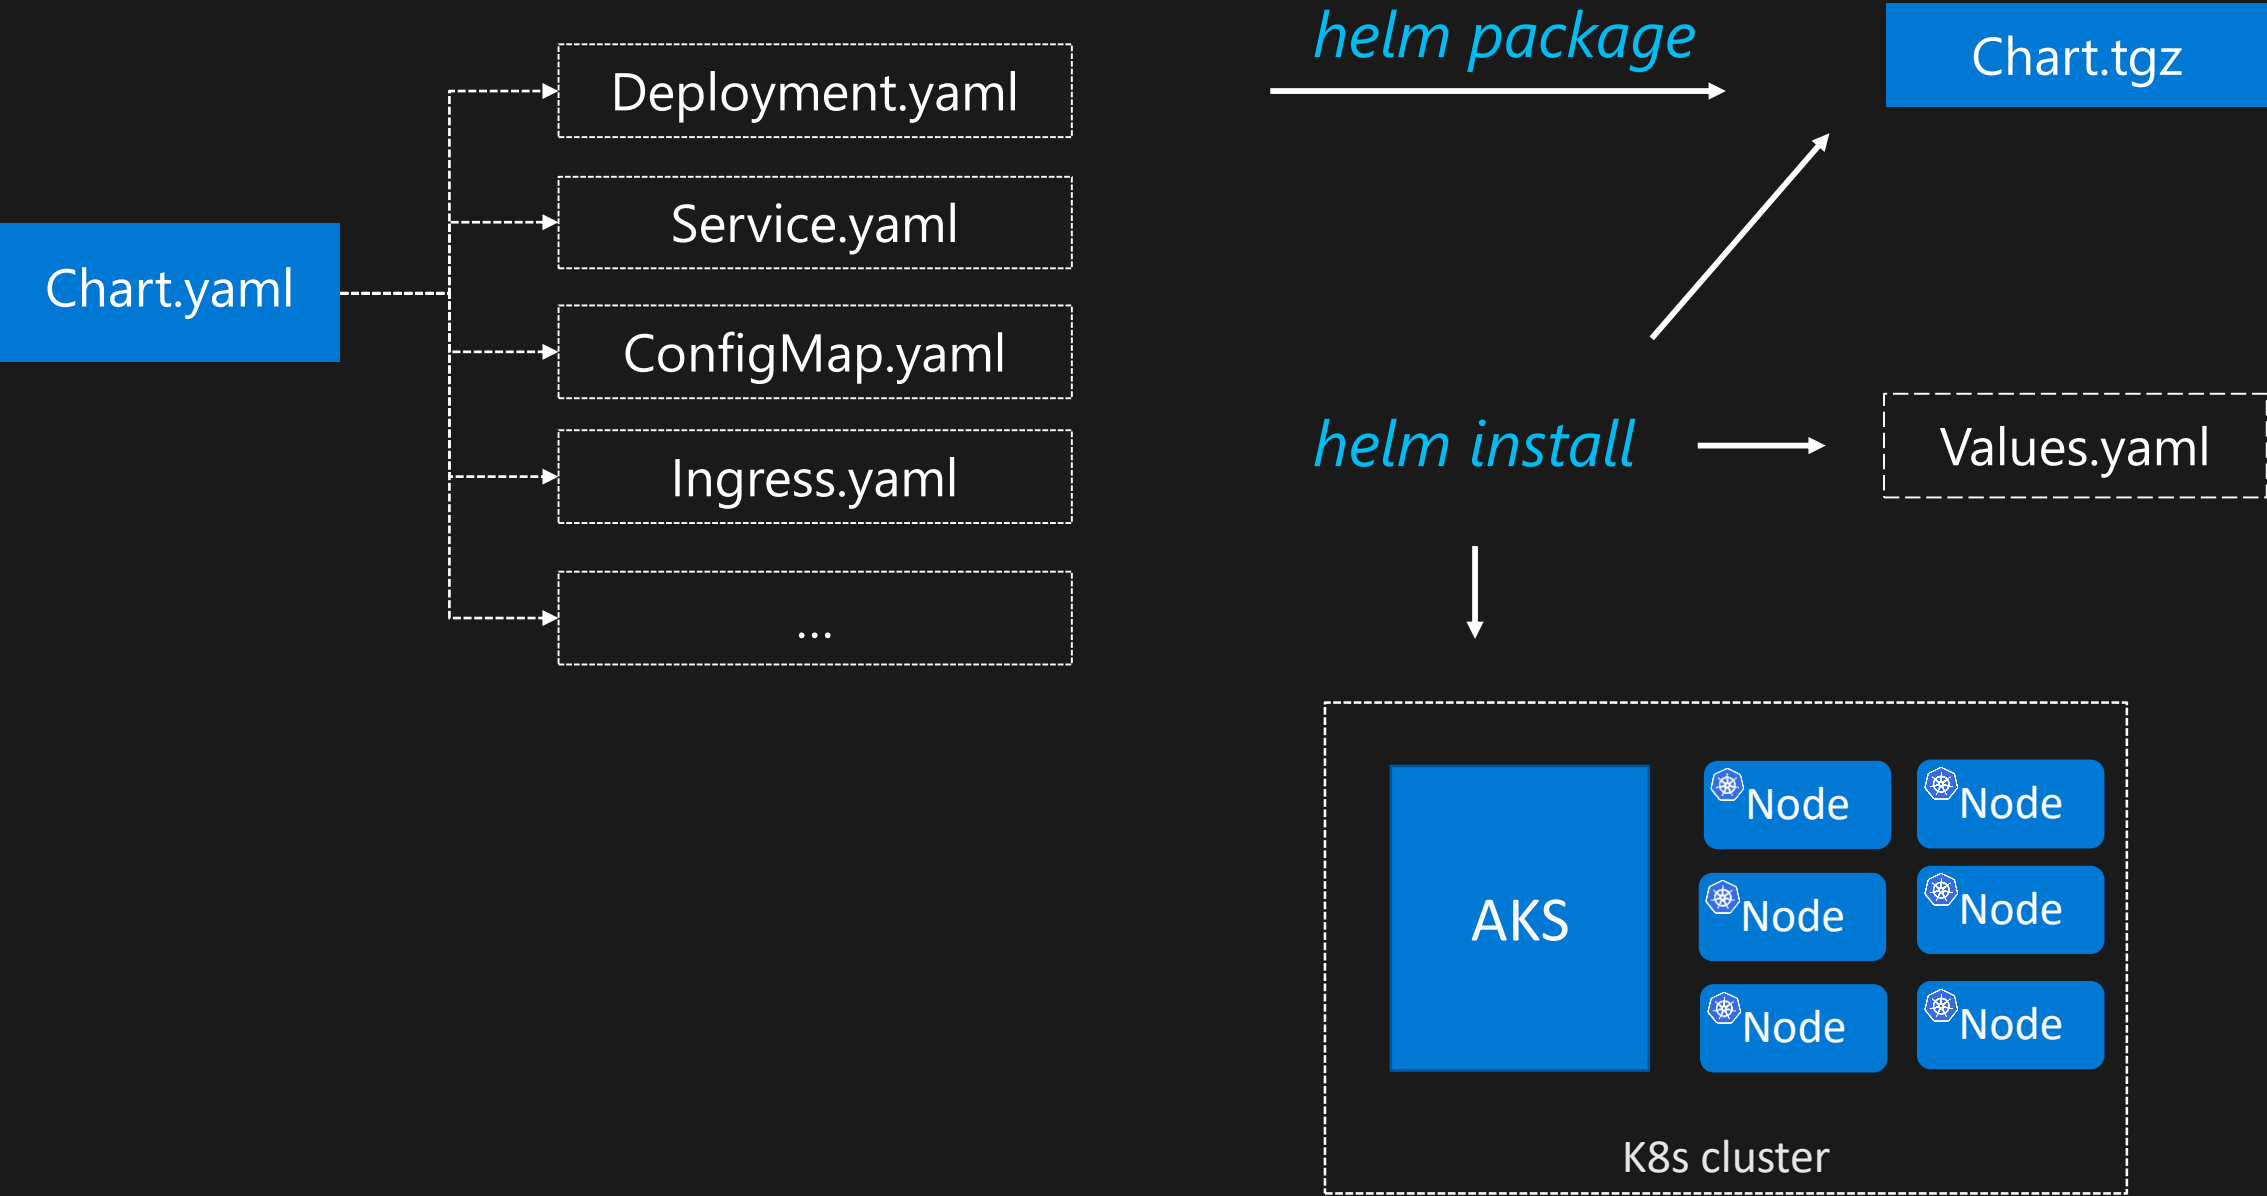 Chart.yaml
Deployment.yaml
Service.yaml
ConfigMap.yaml
Ingress.yaml
...
helm package
Chart.tgz
helm install
Values.yaml
AKS
Node
Node
Node
Node
Node
Node
K8s cluster